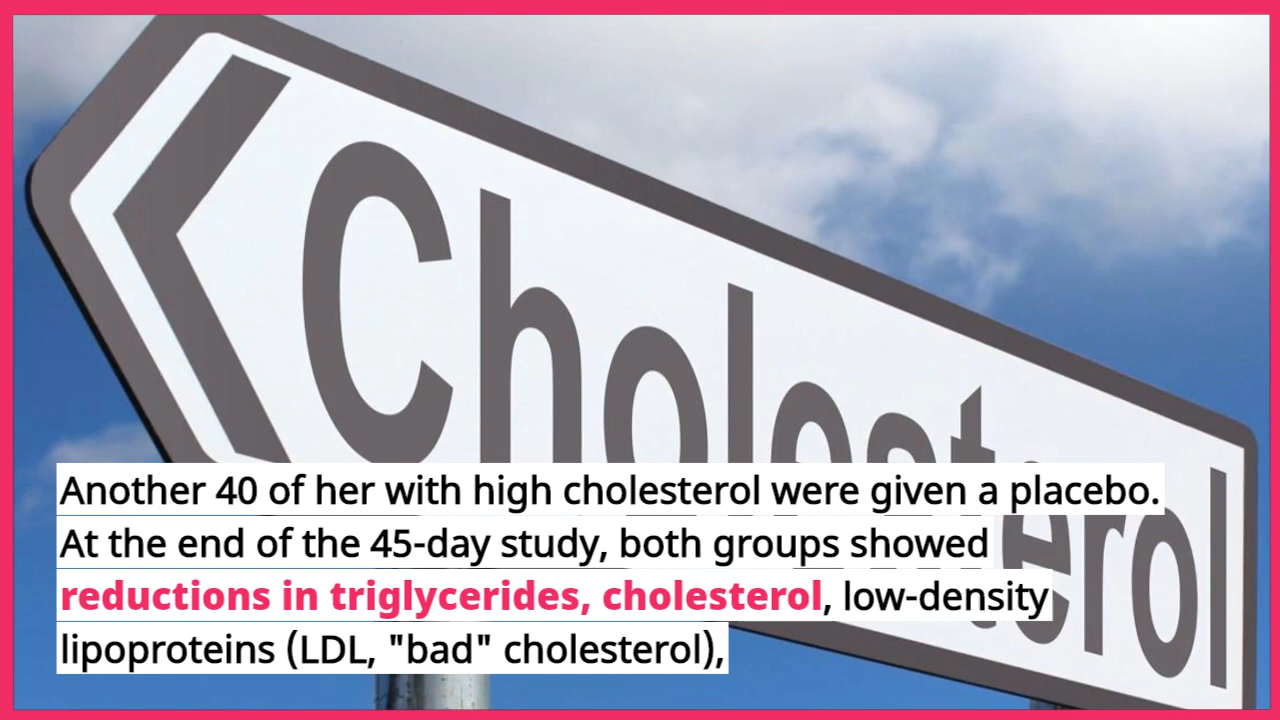 Cholesterol
Another 40 of her with high cholesterol were given a placebo.
At the end of the 45-day study, both groups showed
reductions in triglycerides, cholesterol, low-density
lipoproteins (LDL, "bad" cholesterol),